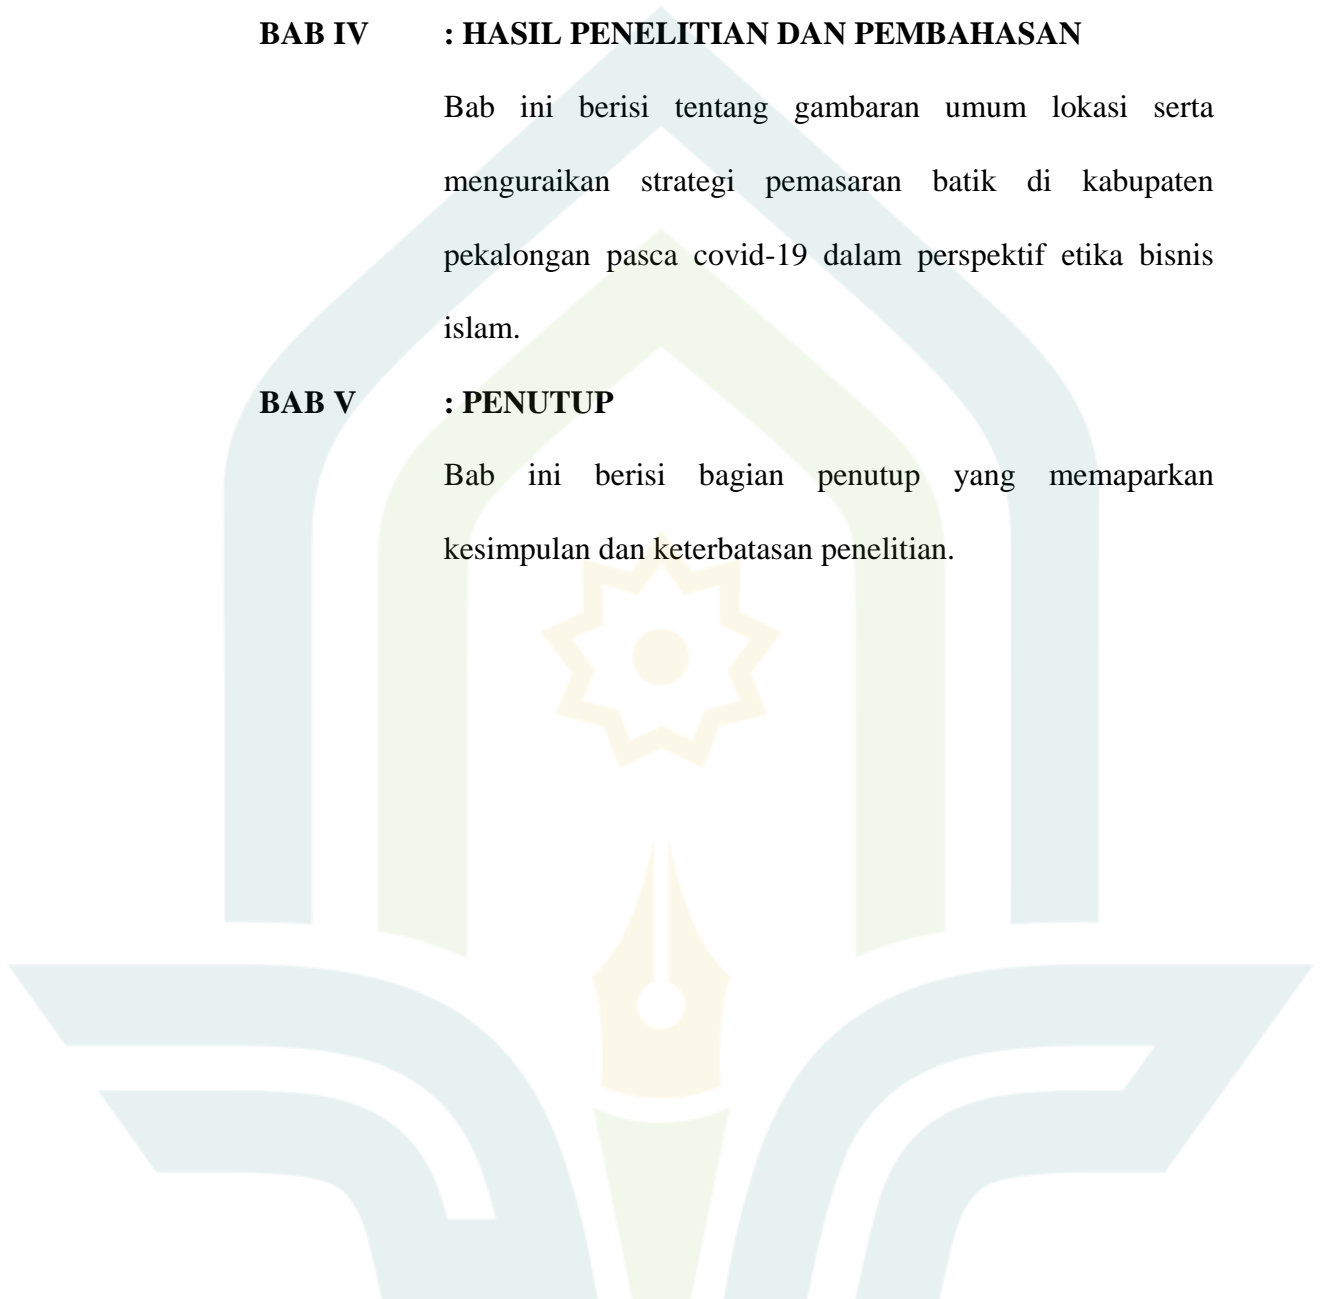 BAB IV : HASIL PENELITIAN DAN PEMBAHASAN
Bab ini berisi tentang gambaran umum lokasi serta
menguraikan strategi pemasaran batik di kabupaten
pekalongan pasca covid-19 dalam perspektif etika bisnis
islam.
BAB V : PENUTUP
Bab ini berisi bagian penutup yang memaparkan
kesimpulan dan keterbatasan penelitian.